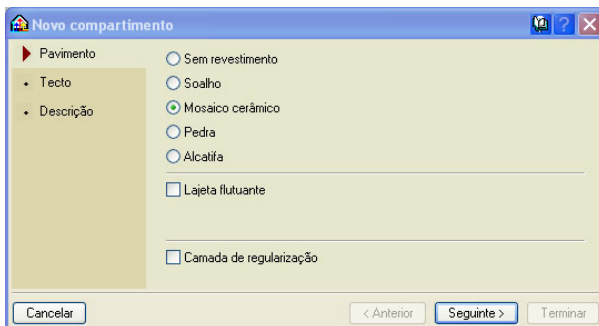 Novo compartimento
Pavimento
Tecto
Descrição
Sem revestimento
Soalho
Mosaico cerâmico
Pedra
Alcatifa
Lajeta flutuante
Camada de regularização
Cancelar
< Anterior
Seguinte >
Terminar